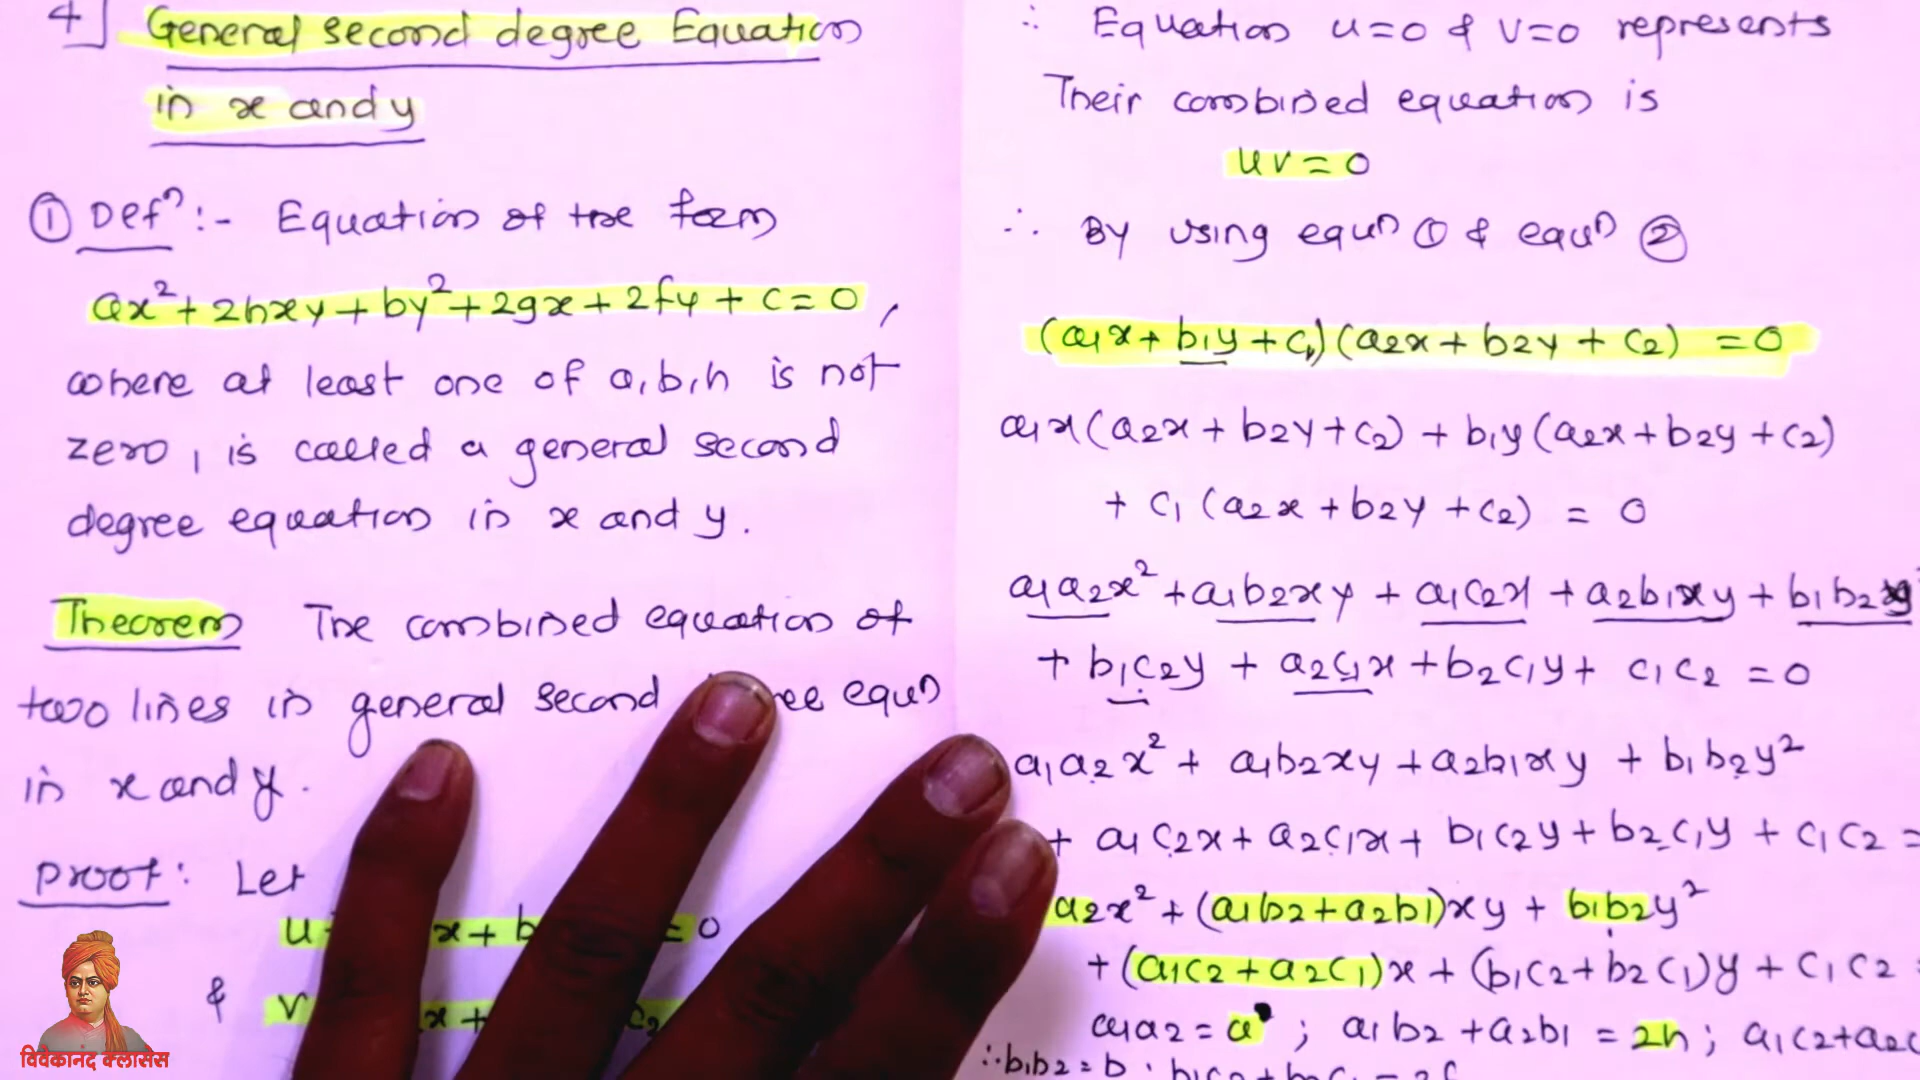 4] General second degree Equation
in x and y
① Defⁿ:- Equation of the form
ax²+2hxy+by²+2gx+2fy+c=0,
where at least one of a,b,h is not
zero, is called a general second
degree equation in x and y.
Theorem The combined equation of
two lines in general second equⁿ
in x and y.
Proof: Let
u x+b =0
& v x+ c2
∴ Equation u=0 & v=0 represents
Their combined equation is
uv=0
∴ By using equⁿ ① & equⁿ ②
(a1x+b1y+c1)(a2x+b2y+c2) =0
a1x(a2x+b2y+c2)+b1y(a2x+b2y+c2)
+ c1(a2x+b2y+c2) = 0
a1a2x²+a1b2xy+a1c2x+a2b1xy+b1b2y²
+ b1c2y + a2c1x+b2c1y+ c1c2 =0
a1a2x²+ a1b2xy+a2b1xy + b1b2y²
+ a1c2x+a2c1x+ b1c2y+b2c1y + c1c2 =
a2x²+(a1b2+a2b1)xy + b1b2y²
+(a1c2+a2c1)x+(b1c2+b2c1)y + c1c2
a1a2=a ; a1b2+a2b1 = 2h ; a1c2+a2c
∴b1b2=b
विवेकानंद क्लासेस